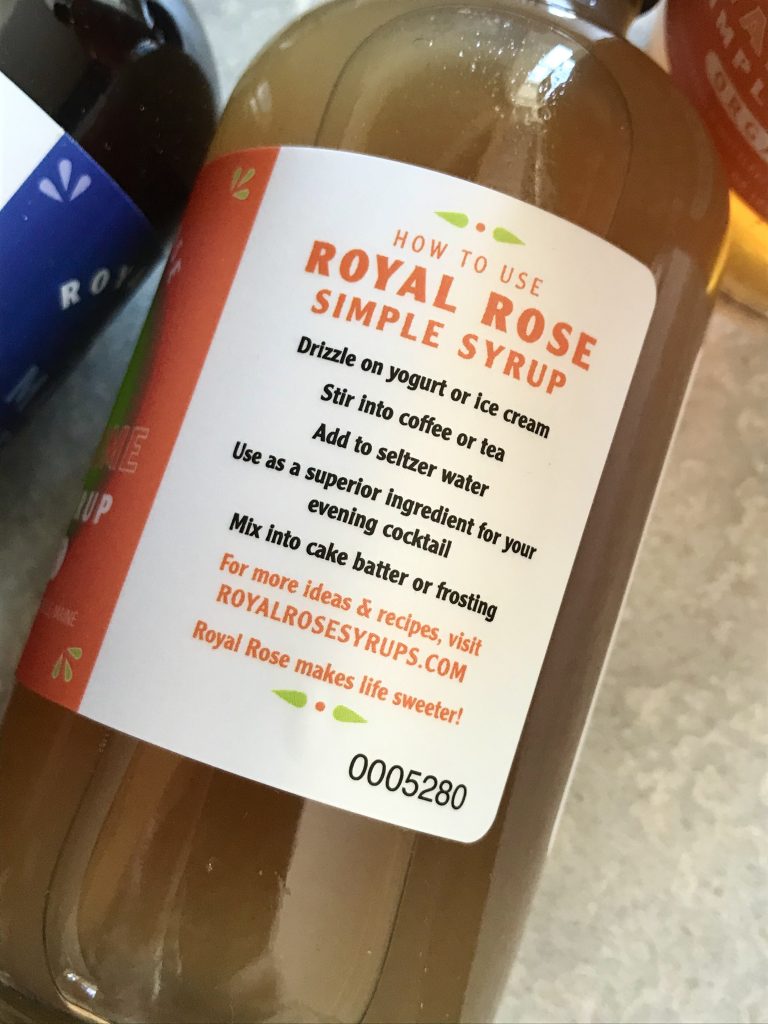 HOW TO USE
ROYAL ROSE
SIMPLE SYRUP
Drizzle on yogurt or ice cream
Stir into coffee or tea
Add to seltzer water
Use as a superior ingredient for your
evening cocktail
Mix into cake batter or frosting
For more ideas & recipes, visit
ROYALROSESYRUPS.COM
Royal Rose makes life sweeter!
0005280
MAINE